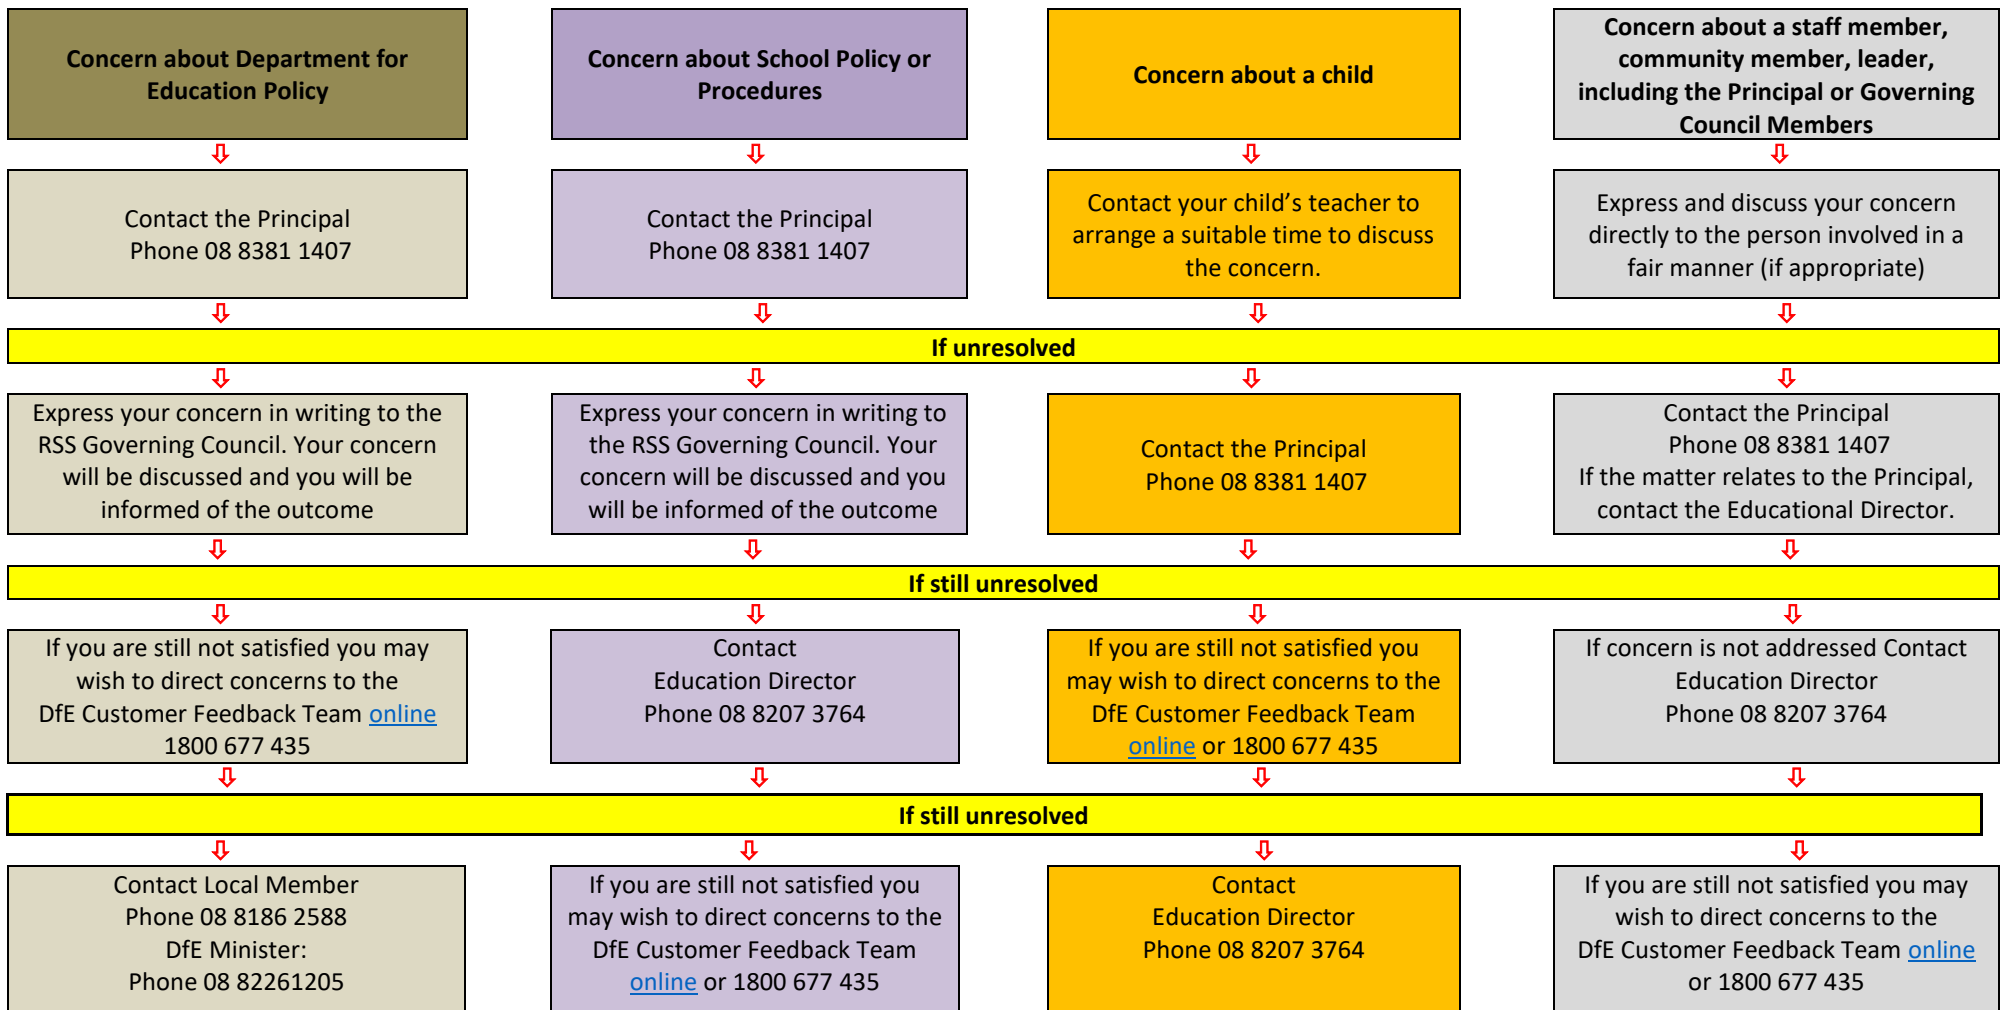 Concern about Department for
Education Policy
Concern about School Policy or
Procedures
Concern about a child
Concern about a staff member,
community member, leader,
including the Principal or Governing
Council Members
Contact the Principal
Phone 08 8381 1407
Contact the Principal
Phone 08 8381 1407
Contact your child’s teacher to
arrange a suitable time to discuss
the concern.
Express and discuss your concern
directly to the person involved in a
fair manner (if appropriate)
If unresolved
Express your concern in writing to the
RSS Governing Council. Your concern
will be discussed and you will be
informed of the outcome
Express your concern in writing to
the RSS Governing Council. Your
concern will be discussed and you
will be informed of the outcome
Contact the Principal
Phone 08 8381 1407
Contact the Principal
Phone 08 8381 1407
If the matter relates to the Principal,
contact the Educational Director.
If still unresolved
If you are still not satisfied you may
wish to direct concerns to the
DfE Customer Feedback Team online
1800 677 435
Contact
Education Director
Phone 08 8207 3764
If you are still not satisfied you
may wish to direct concerns to the
DfE Customer Feedback Team
online or 1800 677 435
If concern is not addressed Contact
Education Director
Phone 08 8207 3764
If still unresolved
Contact Local Member
Phone 08 8186 2588
DfE Minister:
Phone 08 82261205
If you are still not satisfied you
may wish to direct concerns to the
DfE Customer Feedback Team
online or 1800 677 435
Contact
Education Director
Phone 08 8207 3764
If you are still not satisfied you may
wish to direct concerns to the
DfE Customer Feedback Team online
or 1800 677 435